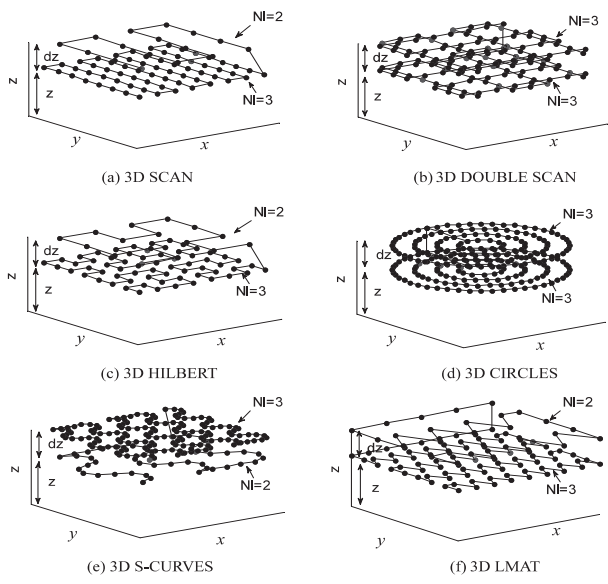 NI=2
dz
z
z
NI=3
y
x
(a) 3D SCAN
NI=3
dz
z
z
NI=3
y
x
(b) 3D DOUBLE SCAN
NI=2
dz
z
z
NI=3
y
x
(c) 3D HILBERT
NI=3
dz
z
z
NI=3
y
x
(d) 3D CIRCLES
NI=3
dz
z
z
NI=2
y
x
(e) 3D S-CURVES
NI=2
dz
z
z
NI=3
y
x
(f) 3D LMAT